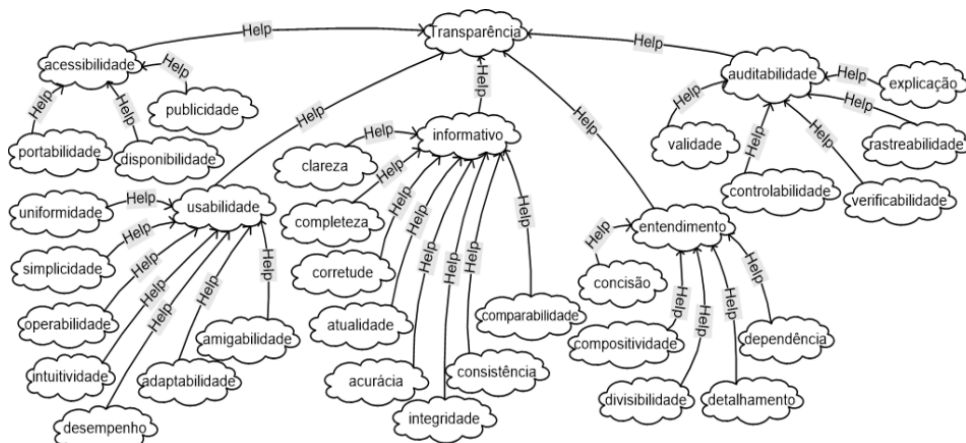 Transparência
Help
Help
Help
Help
Help
acessibilidade
Help
Help
Help
portabilidade
disponibilidade
publicidade
usabilidade
Help
Help
Help
Help
Help
Help
Help
uniformidade
simplicidade
operabilidade
intuitividade
desempenho
adaptabilidade
amigabilidade
informativo
Help
Help
Help
Help
Help
Help
Help
Help
clareza
completeza
corretude
atualidade
acurácia
integridade
consistência
comparabilidade
entendimento
Help
Help
Help
Help
Help
concisão
compositividade
divisibilidade
detalhamento
dependência
auditabilidade
Help
Help
Help
Help
Help
validade
controlabilidade
verificabilidade
rastreabilidade
explicação